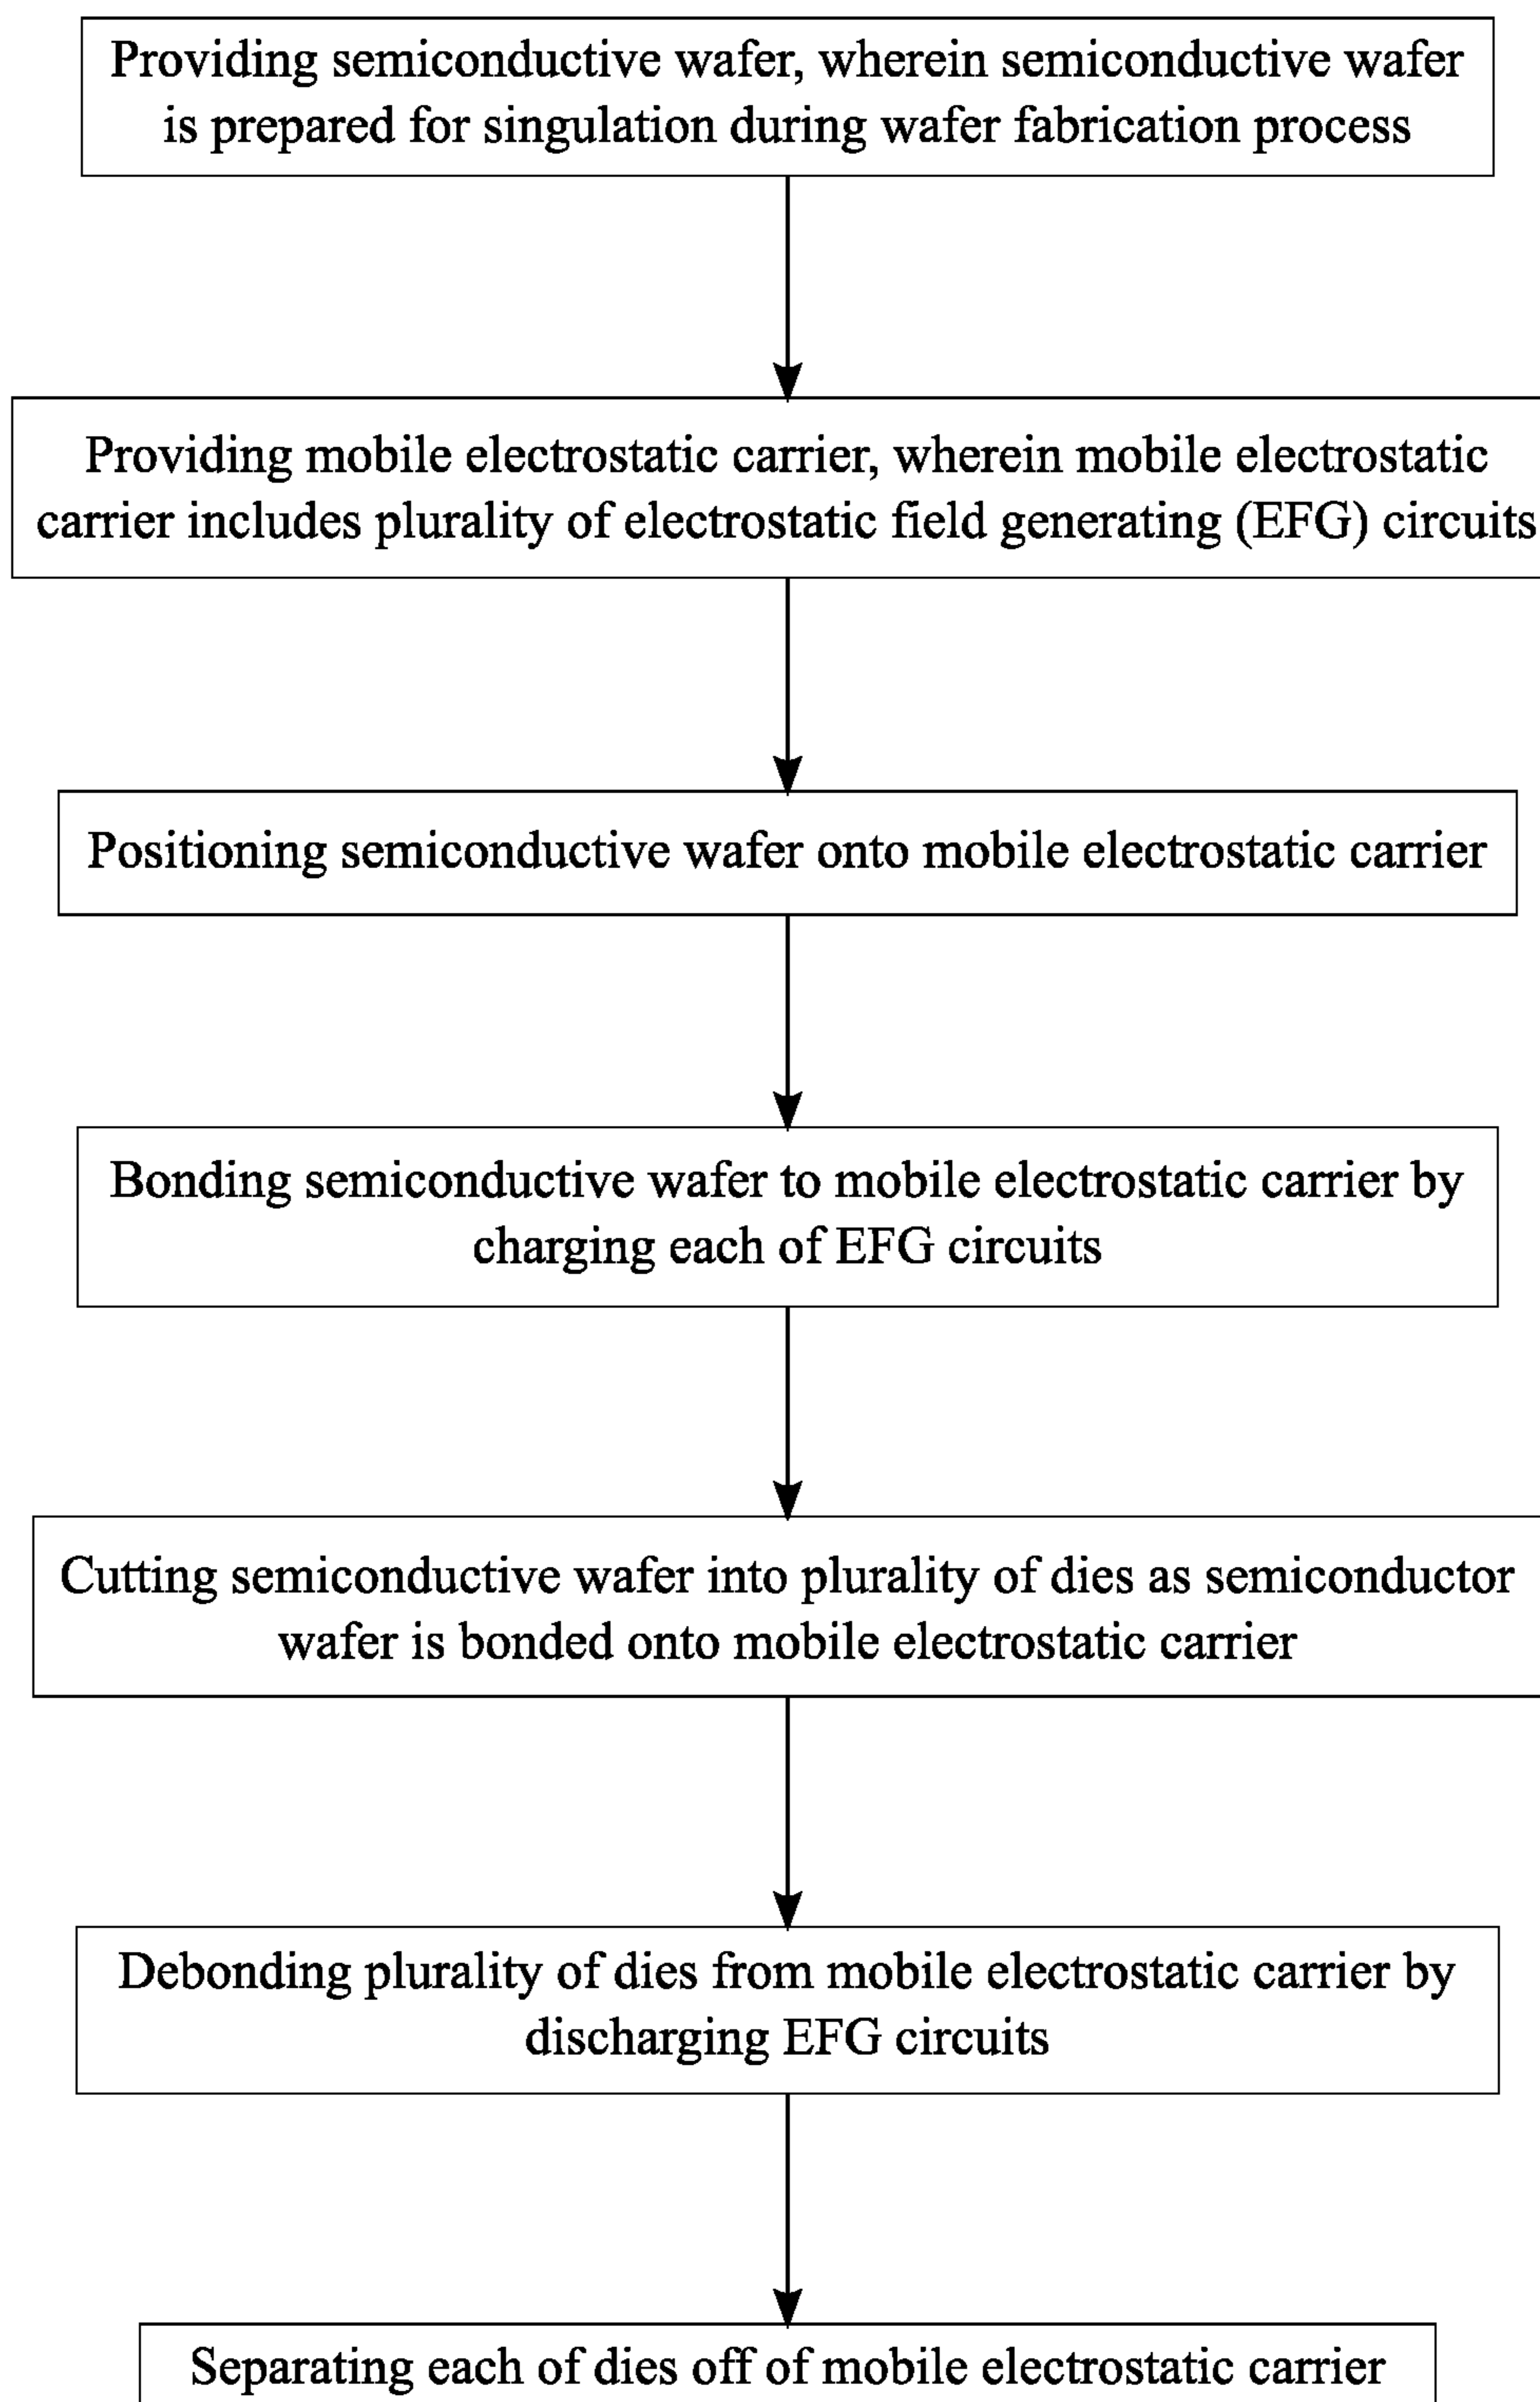 Providing semiconductive wafer, wherein semiconductive wafer
is prepared for singulation during wafer fabrication process
Providing mobile electrostatic carrier, wherein mobile electrostatic
carrier includes plurality of electrostatic field generating (EFG) circuits
Positioning semiconductive wafer onto mobile electrostatic carrier
Bonding semiconductive wafer to mobile electrostatic carrier by
charging each of EFG circuits
Cutting semiconductive wafer into plurality of dies as semiconductor
wafer is bonded onto mobile electrostatic carrier
Debonding plurality of dies from mobile electrostatic carrier by
discharging EFG circuits
Separating each of dies off of mobile electrostatic carrier